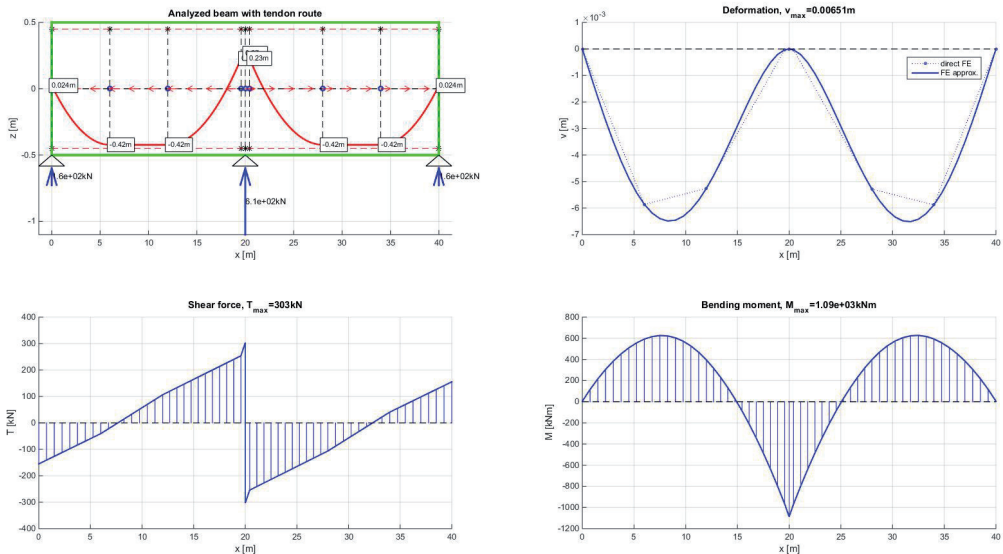 Analyzed beam with tendon route
0.5
0
-0.5
-1
z [m]
0.024m
-0.42m
-0.42m
0.23m
-0.42m
-0.42m
0.024m
1.6e+02kN
6.1e+02kN
1.6e+02kN
0 5 10 15 20 25 30 35 40
x [m]
Deformation, vmax=0.00651m
×10-3
1
0
-1
-2
-3
-4
-5
-6
-7
v [m]
direct FE
FE approx.
0 5 10 15 20 25 30 35 40
x [m]
Shear force, Tmax=303kN
400
300
200
100
0
-100
-200
-300
-400
T [kN]
0 5 10 15 20 25 30 35 40
x [m]
Bending moment, Mmax=1.09e+03kNm
800
600
400
200
0
-200
-400
-600
-800
-1000
-1200
M [kNm]
0 5 10 15 20 25 30 35 40
x [m]